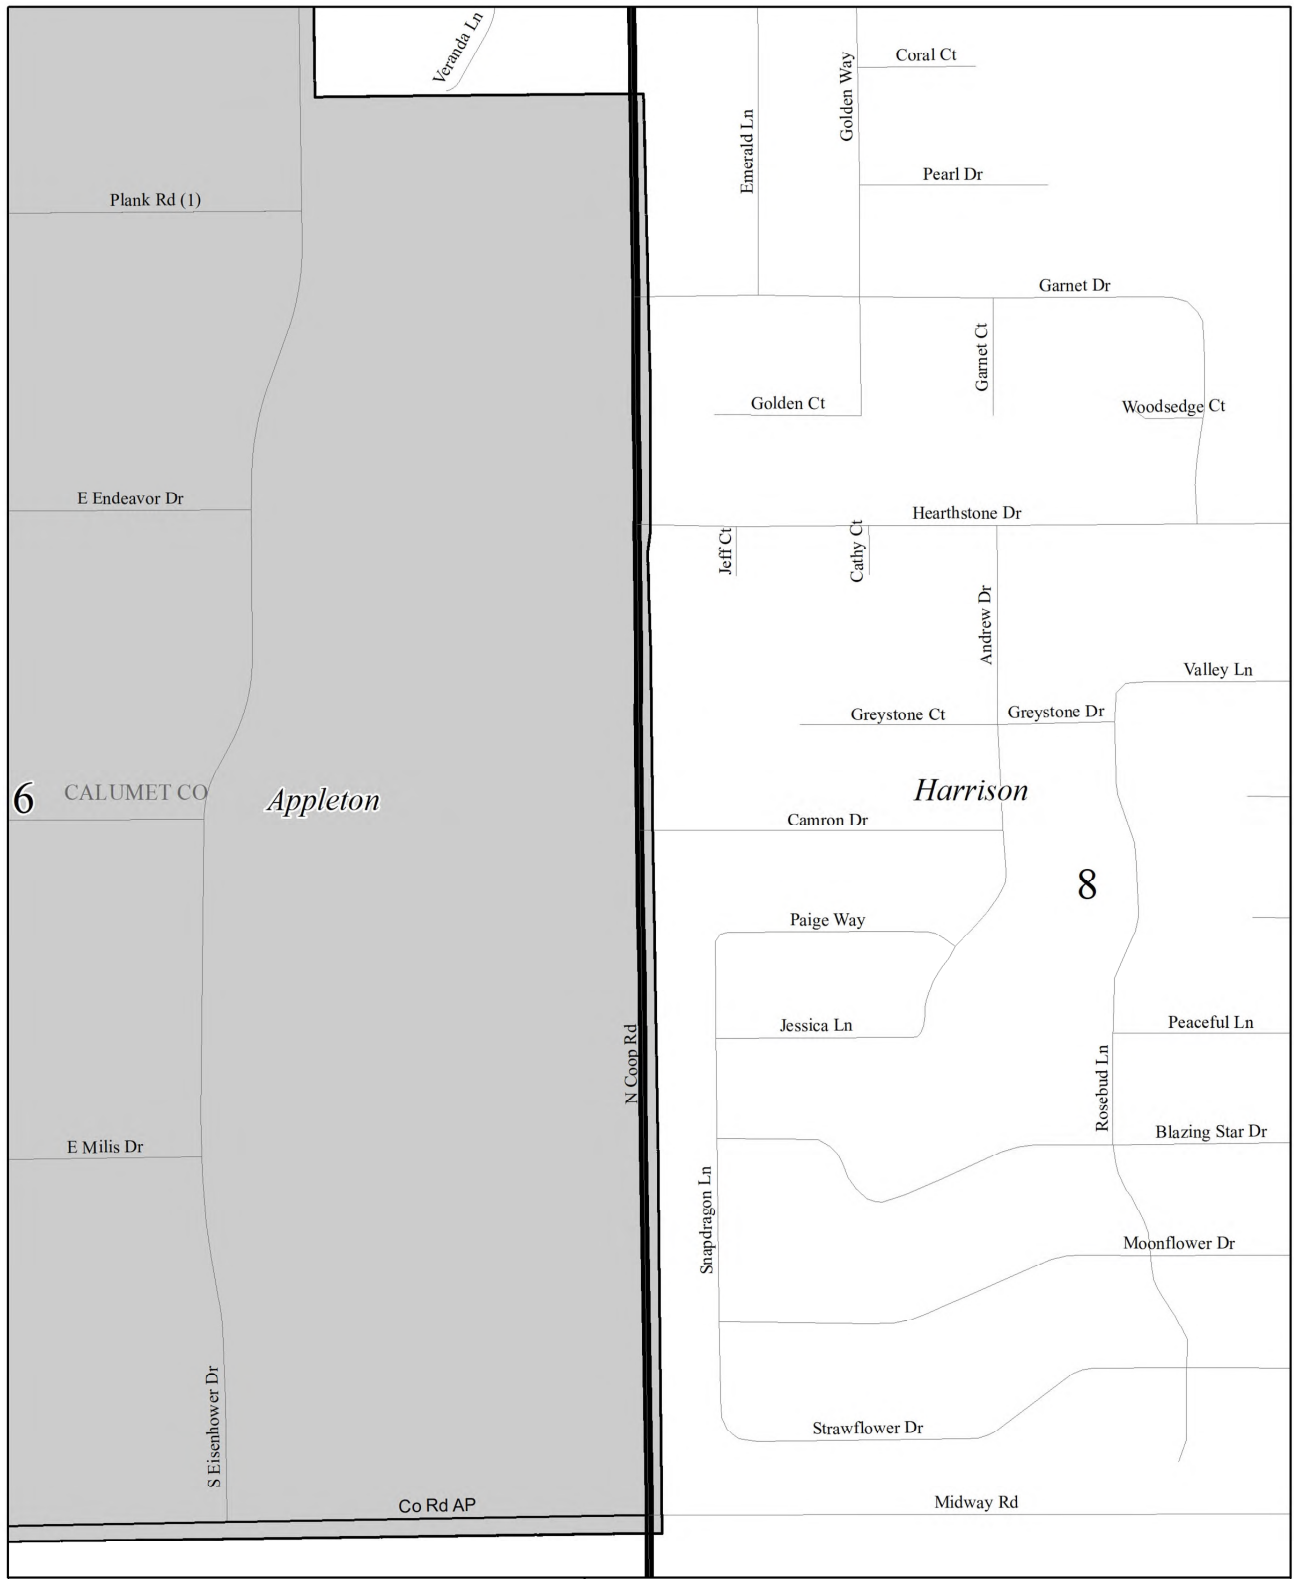 Veranda Ln
Coral Ct
Golden Way
Emerald Ln
Pearl Dr
Plank Rd (1)
Garnet Dr
Garnet Ct
Golden Ct
Woodsedge Ct
E Endeavor Dr
Hearthstone Dr
Jeff Ct
Cathy Ct
Andrew Dr
Valley Ln
Greystone Ct
Greystone Dr
6
CALUMET CO
Appleton
Harrison
Camron Dr
8
Paige Way
Jessica Ln
Peaceful Ln
N Coop Rd
Rosebud Ln
Blazing Star Dr
E Milis Dr
Snapdragon Ln
Moonflower Dr
S Eisenhower Dr
Strawflower Dr
Co Rd AP
Midway Rd